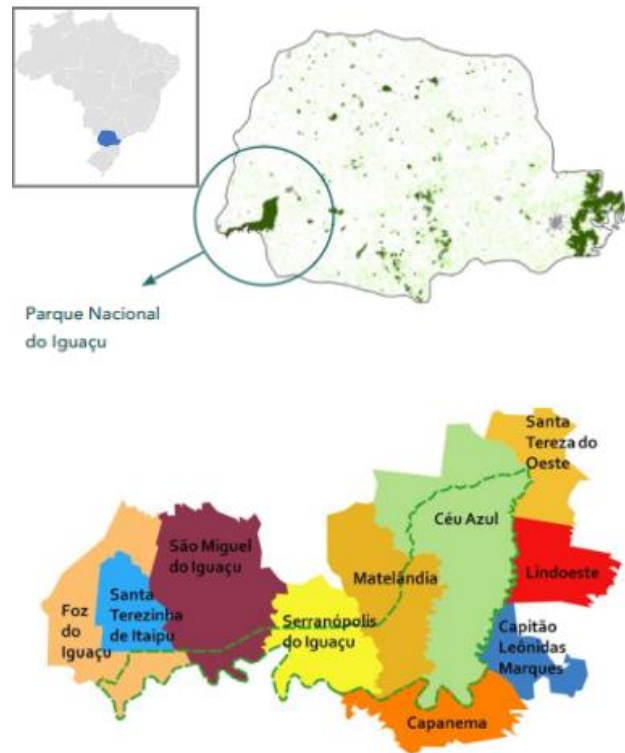 Parque Nacional
do Iguaçu
Santa
Tereza do
Oeste
Céu Azul
São Miguel
do Iguaçu
Matelândia
Lindoeste
Santa
Terezinha
de Itaipu
Foz
do
Iguaçu
Serranópolis
do Iguaçu
Capitão
Leônidas
Marques
Capanema